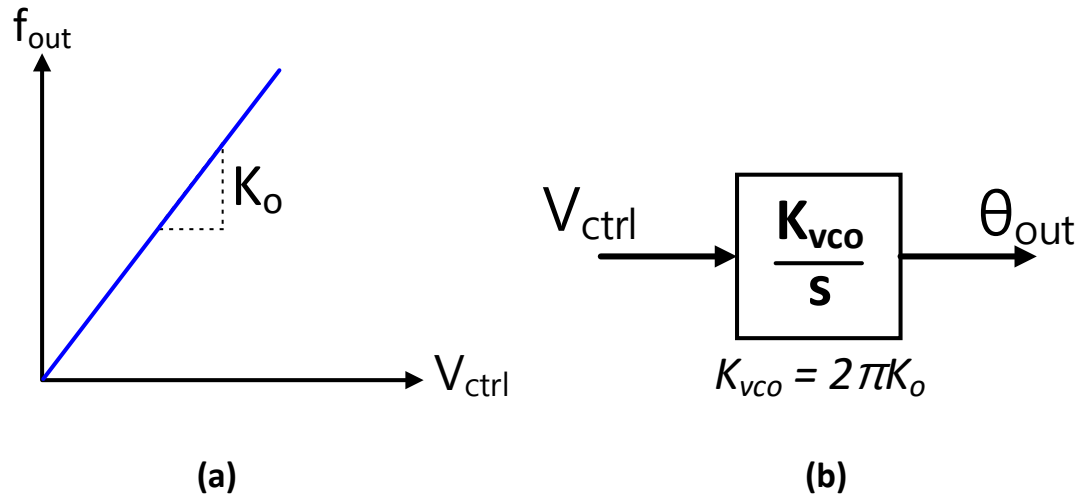 f_out
K_o
V_ctrl
(a)
V_ctrl
K_vco
s
θ_out
K_vco = 2πK_o
(b)